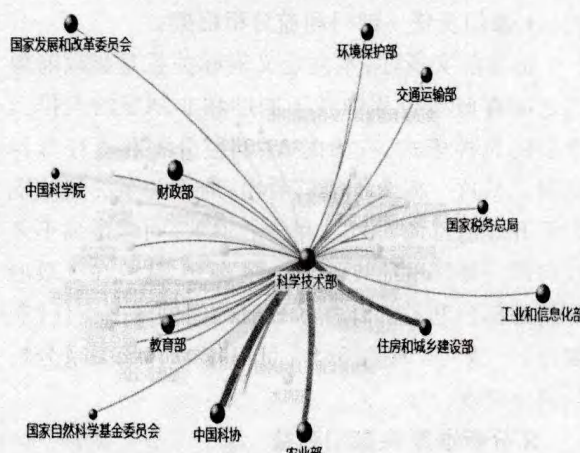 国家发展和改革委员会
环境保护部
交通运输部
中国科学院
财政部
国家税务总局
科学技术部
工业和信息化部
教育部
住房和城乡建设部
国家自然科学基金委员会
中国科协
农业部